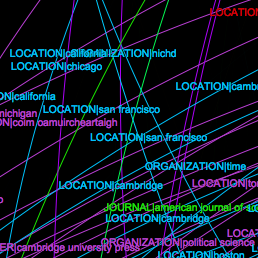 LOCATION
LOCATION|california
ORGANIZATION|nichd
LOCATION|chicago
N|california
LOCATION|camb
LOCATION|san francisco
michigan
LOCATION|san francisco
ORGANIZATION|time
LOCATION|cambridge
LOCATION|to
JOURNAL|american journal of so
LOCATION|cambridge
LOCAT
ORGANIZATION|political science
ER|cambridge university press
LOCATION|boston